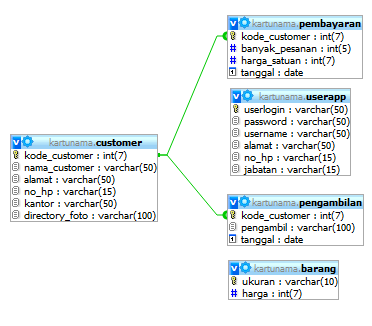 kartunama.pembayaran
kode_customer : int(7)
banyak_pesanan : int(5)
harga_satuan : int(7)
tanggal : date
kartunama.userapp
userlogin : varchar(50)
password : varchar(50)
username : varchar(50)
alamat : varchar(50)
no_hp : varchar(15)
jabatan : varchar(15)
kartunama.customer
kode_customer : int(7)
nama_customer : varchar(50)
alamat : varchar(50)
no_hp : varchar(15)
kantor : varchar(50)
directory_foto : varchar(100)
kartunama.pengambilan
kode_customer : int(7)
pengambil : varchar(100)
tanggal : date
kartunama.barang
ukuran : varchar(10)
harga : int(7)